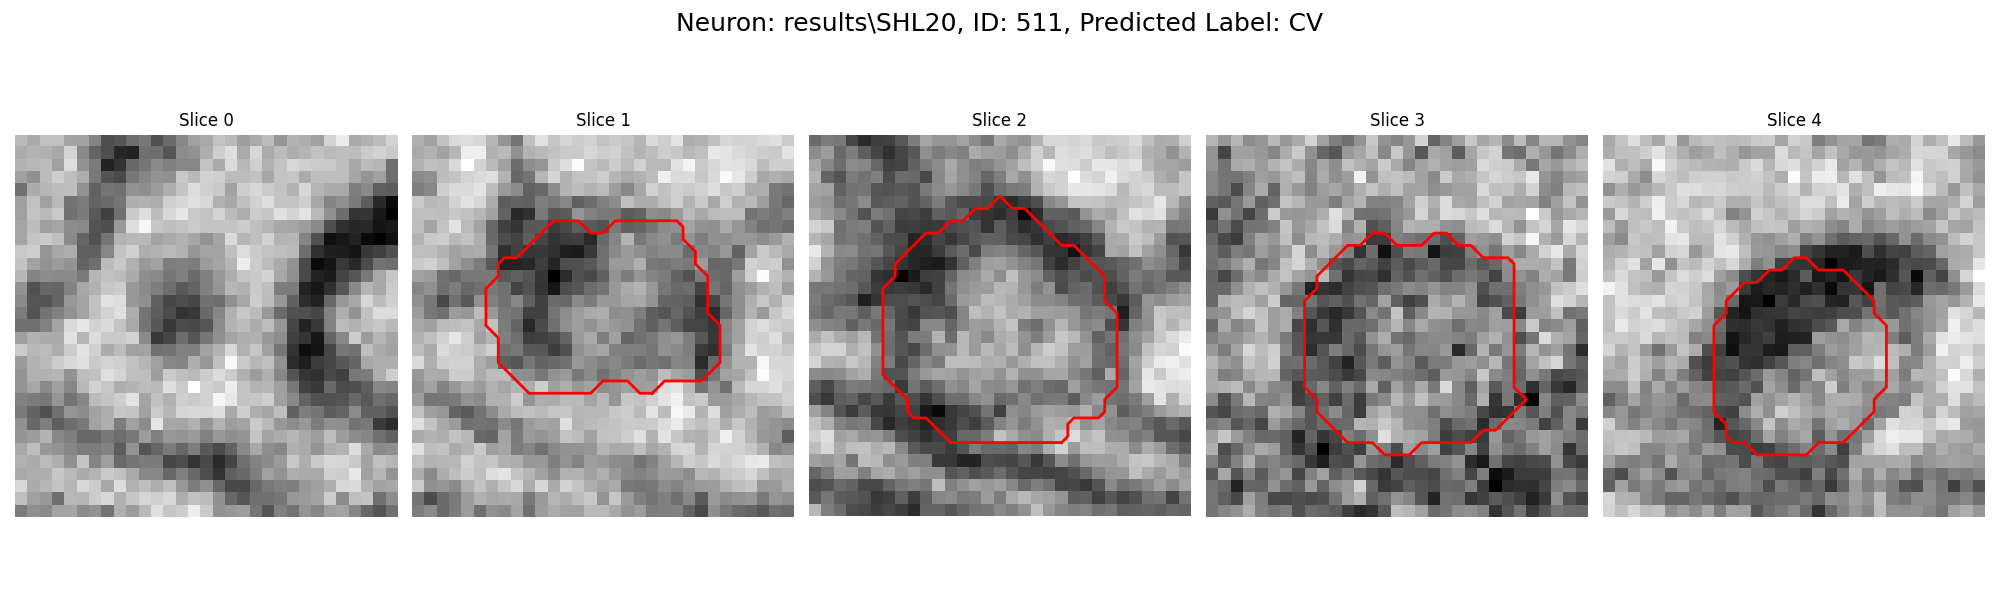 Neuron: results\SHL20, ID: 511, Predicted Label: CV
Slice 0
Slice 1
Slice 2
Slice 3
Slice 4